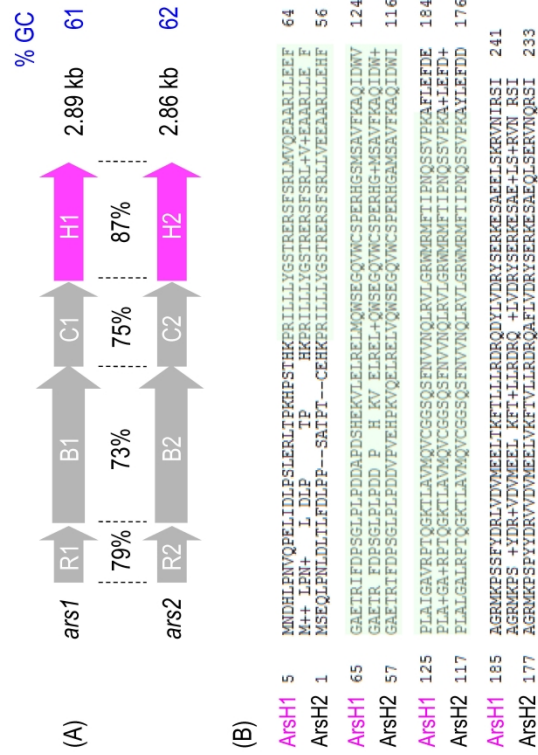 % GC
(A)
ars1 R1 B1 C1 H1 2.89 kb 61
79% 73% 75% 87%
ars2 R2 B2 C2 H2 2.86 kb 62
(B)
ArsH1 5 MNDHLPNVQPELIDLPSLERLTPKHPSTHKPRILLLYGSTRERSFSRLMVQEAARLLEEF 64
M++ LPN+    L DLP     TP     HKPRILLLYGSTRERSFSRL+V+EAARLLE F
ArsH2 1 MSEQLPNLDLTLFDLPP--SATPT--CEHKPRILLLYGSTRERSFSRLLVEEAARLLEHF 56
ArsH1 65 GAETRIFDPSGLPLPDDAPDSHEKVLELRELMQWSEGQVWCSPERHGSMSAVFKAQIDWV 124
GAETR FDPSGLPLPDD P  H KV ELREL+QWSEGQVWCSPERHG+MSAVFKAQIDW+
ArsH2 57 GAETRTFDPSGLPLPDDVPVEHPKVQELRELVQWSEGQVWCSPERHGAMSAVFKAQIDWI 116
ArsH1 125 PLAIGAVRPTQGKTLAVMQVCGGSQSFNVVNQLRVLGRWMRMFTIPNQSSVPKAFLEFDE 184
PLA+GA+RPTQGKTLAVMQVCGGSQSFNVVNQLRVLGRWMRMFTIPNQSSVPKA+LEFD+
ArsH2 117 PLALGALRPTQGKTLAVMQVCGGSQSFNVVNQLRVLGRWMRMFTIPNQSSVPKAYLEFDD 176
ArsH1 185 AGRMKPSSFYDRLVDVMEELTKFTLLLRDRQDYLVDRYSERKESAEELSKRVNIRSI 241
AGRMKPS +YDR+VDVMEEL KFT+LLRDRQ +LVDRYSERKESAE+LS+RVN RSI
ArsH2 177 AGRMKPSPYYDRVVDVMEELVKFTVLLRDRQAFLVDRYSERKESAEQLSERVNQRSI 233